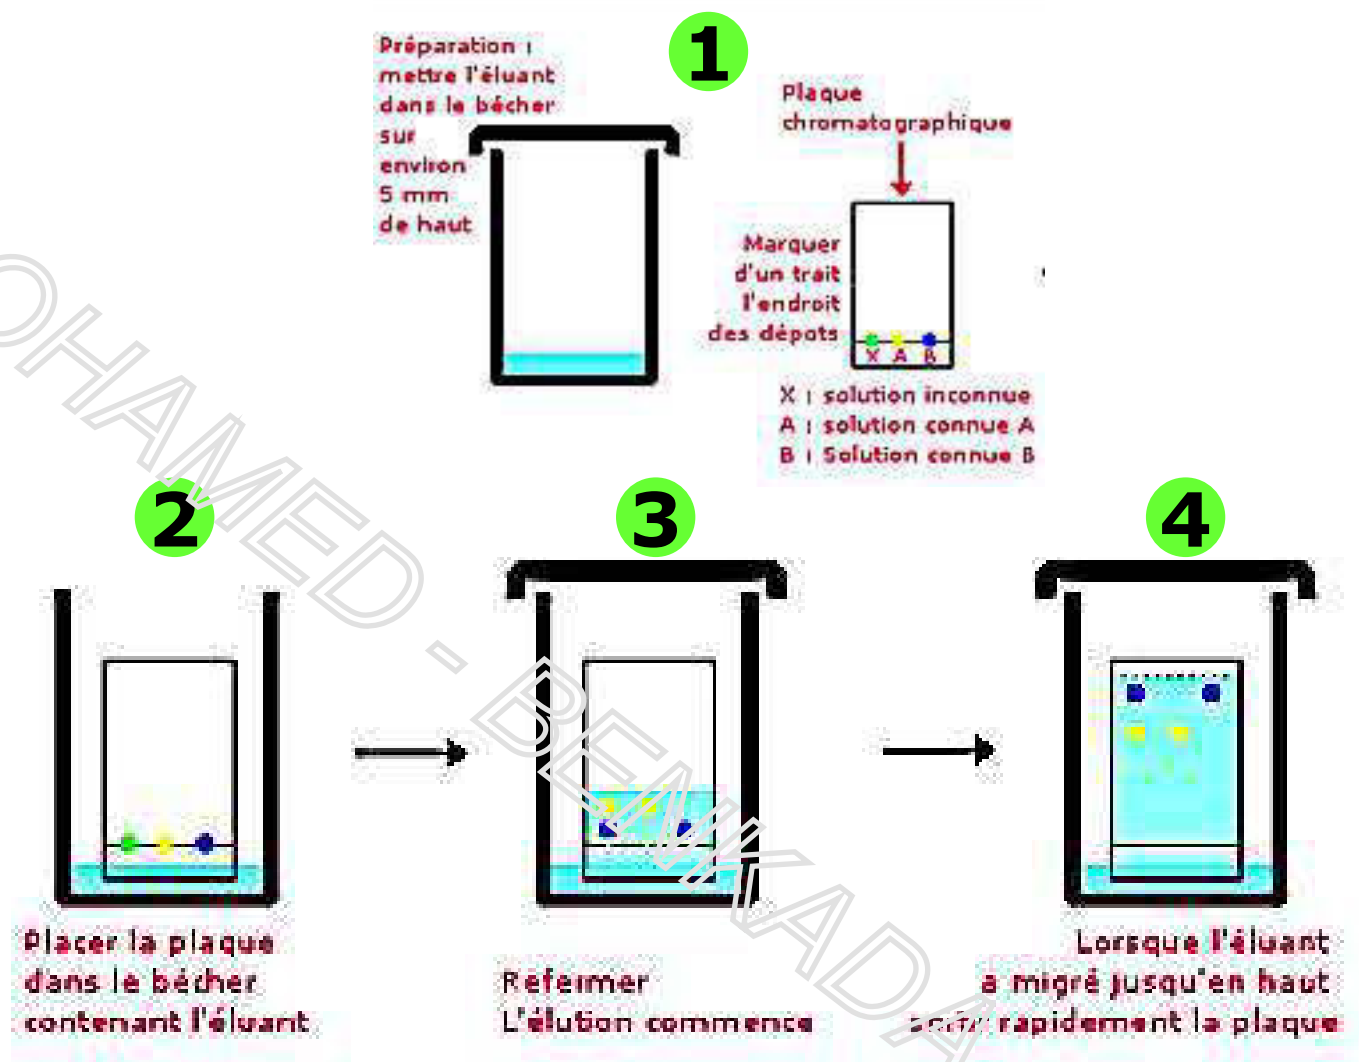 1
Préparation :
mettre l'éluant
dans le bécher
sur
environ
5 mm
de haut
Plaque
chromatographique
Marquer
d'un trait
l'endroit
des dépots
X A B
X : solution inconnue
A : solution connue A
B : Solution connue B
2
3
4
Placer la plaque
dans le bécher
contenant l'éluant
Refermer
L'élution commence
Lorsque l'éluant
a migré jusqu'en haut
rapidement la plaque
OHAMED - BENKADA